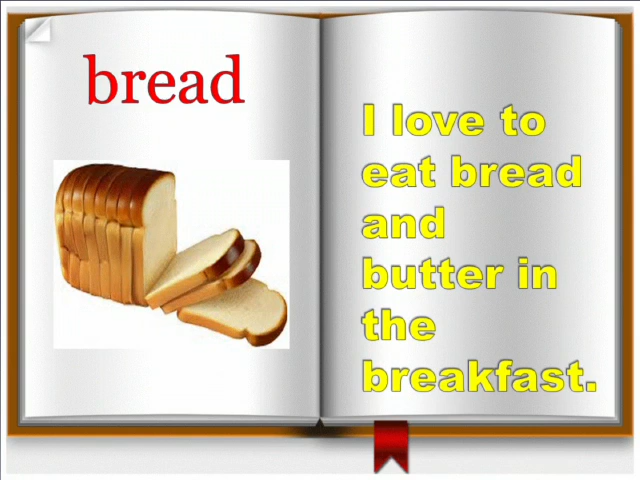 bread
I love to
eat bread
and
butter in
the
breakfast.